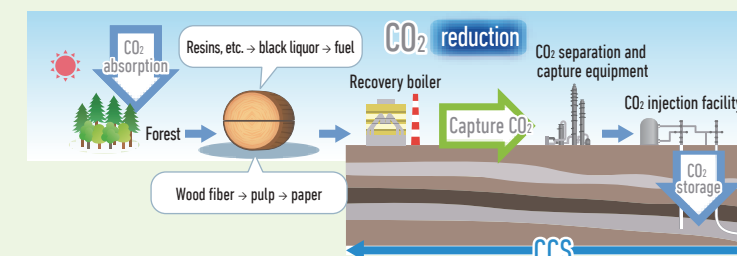 CO₂ reduction
CO₂
absorption
Resins, etc. → black liquor → fuel
Forest
Wood fiber → pulp → paper
Recovery boiler
Capture CO₂
CO₂ separation and
capture equipment
CO₂ injection facility
CO₂
storage
CCS